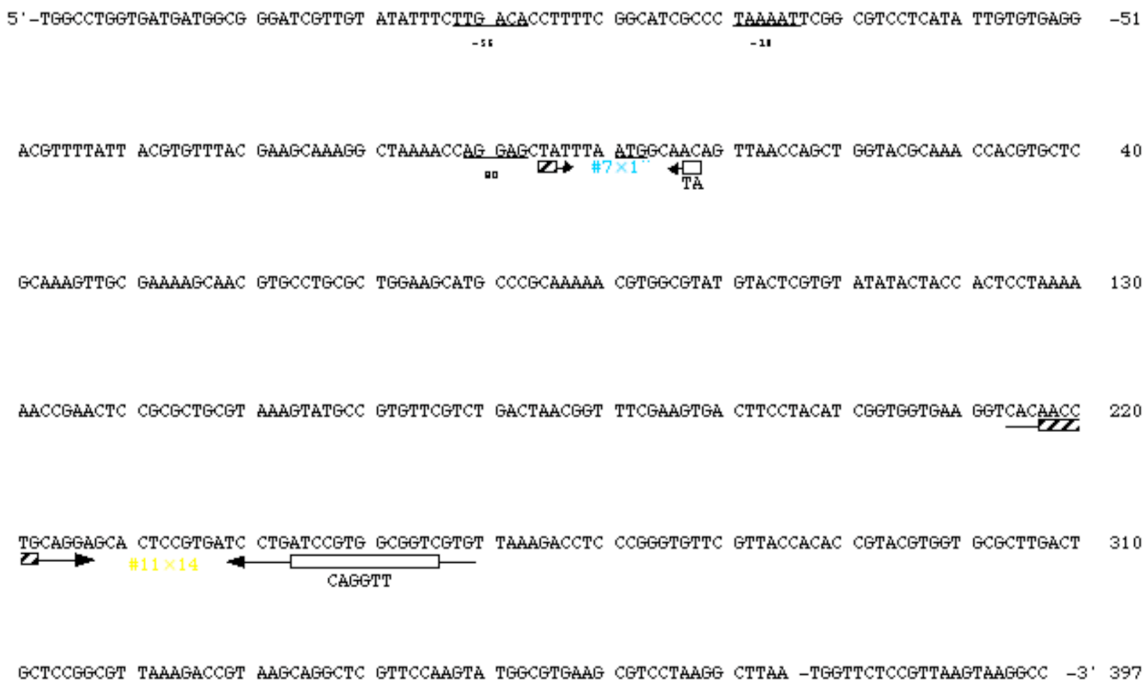 5'-TGGCCTGGTGATGATGGCG GGATCGTTGT ATATTTCTTG ACACCTTTTC GGCATCGCCC TAAAATTCGG CGTCCTCATA TTGTGTGAGG -51
ACGTTTTATT ACGTGTTTAC GAAGCAAAGG CTAAAACCAG GAGCTATTTA ATGGCAACAG TTAACCAGCT GGTACGCAAA CCACGTGCTC 40
#7×1
TA
GCAAAGTTGC GAAAAGCAAC GTGCCTGCGC TGGAAGCATG CCCGCAAAAA CGTGGCGTAT GTACTCGTGT ATATACTACC ACTCCTAAAA 130
AACCGAACTC CGCGCTGCGT AAAGTATGCC GTGTTCGTCT GACTAACGGT TTCGAAGTGA CTTCCTACAT CGGTGGTGAA GGTCACAACC 220
TGCAGGAGCA CTCCGTGATC CTGATCCGTG GCGGTCGTGT TAAAGACCTC CCGGGTGTTC GTTACCACAC CGTACGTGGT GCGCTTGACT 310
#11×14
CAGGTT
GCTCCGGCGT TAAAGACCGT AAGCAGGCTC GTTCCAAGTA TGGCGTGAAG CGTCCTAAGG CTTAA -TGGTTCTCCGTTAAGTAAGGCC -3' 397